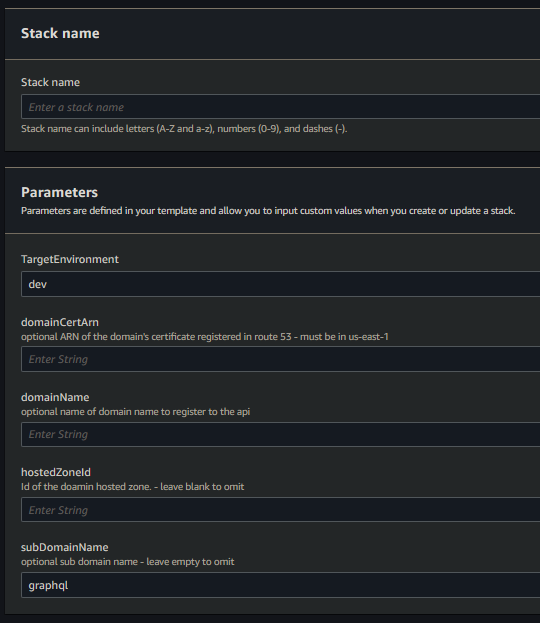 Stack name
Stack name
Enter a stack name
Stack name can include letters (A-Z and a-z), numbers (0-9), and dashes (-).
Parameters
Parameters are defined in your template and allow you to input custom values when you create or update a stack.
TargetEnvironment
dev
domainCertArn
optional ARN of the domain's certificate registered in route 53 - must be in us-east-1
Enter String
domainName
optional name of domain name to register to the api
Enter String
hostedZoneId
Id of the doamin hosted zone. - leave blank to omit
Enter String
subDomainName
optional sub domain name - leave empty to omit
graphql